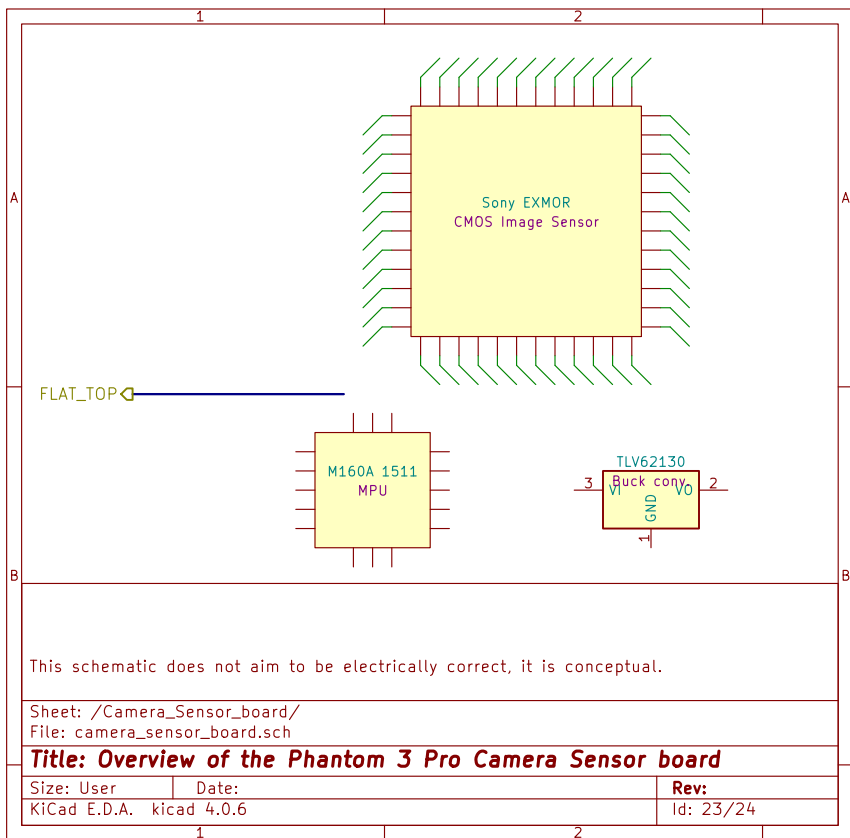 1 2
A A
Sony EXMOR
CMOS Image Sensor
FLAT_TOP
M160A 1511
MPU
TLV62130
Buck conv.
3 VI VO 2
GND
1
B B
This schematic does not aim to be electrically correct, it is conceptual.
Sheet: /Camera_Sensor_board/
File: camera_sensor_board.sch
Title: Overview of the Phantom 3 Pro Camera Sensor board
Size: User Date: Rev:
KiCad E.D.A. kicad 4.0.6 Id: 23/24
1 2